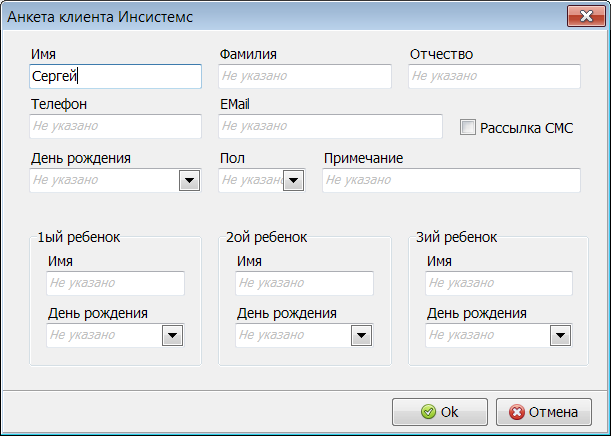 Анкета клиента Инсистемс
Имя Фамилия Отчество
Сергей Не указано Не указано
Телефон EMail
Не указано Не указано Рассылка СМС
День рождения Пол Примечание
Не указано Не указано Не указано
1ый ребенок 2ой ребенок 3ий ребенок
Имя Имя Имя
Не указано Не указано Не указано
День рождения День рождения День рождения
Не указано Не указано Не указано
Ok Отмена